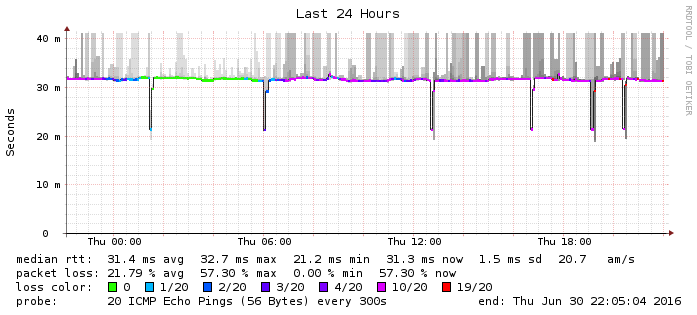 Last 24 Hours
RRDTOOL / TOBI OETIKER
Seconds
40 m
30 m
20 m
10 m
0
Thu 00:00 Thu 06:00 Thu 12:00 Thu 18:00
median rtt: 31.4 ms avg 32.7 ms max 21.2 ms min 31.3 ms now 1.5 ms sd 20.7 am/s
packet loss: 21.79 % avg 57.30 % max 0.00 % min 57.30 % now
loss color: 0 1/20 2/20 3/20 4/20 10/20 19/20
probe: 20 ICMP Echo Pings (56 Bytes) every 300s end: Thu Jun 30 22:05:04 2016